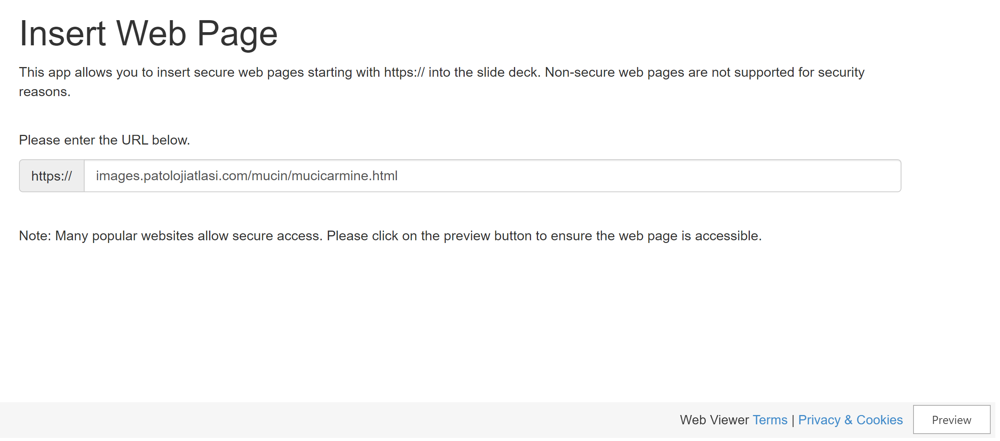 Insert Web Page
This app allows you to insert secure web pages starting with https:// into the slide deck. Non-secure web pages are not supported for security
reasons.
Please enter the URL below.
https:// images.patolojiatlasi.com/mucin/mucicarmine.html
Note: Many popular websites allow secure access. Please click on the preview button to ensure the web page is accessible.
Web Viewer Terms | Privacy & Cookies Preview